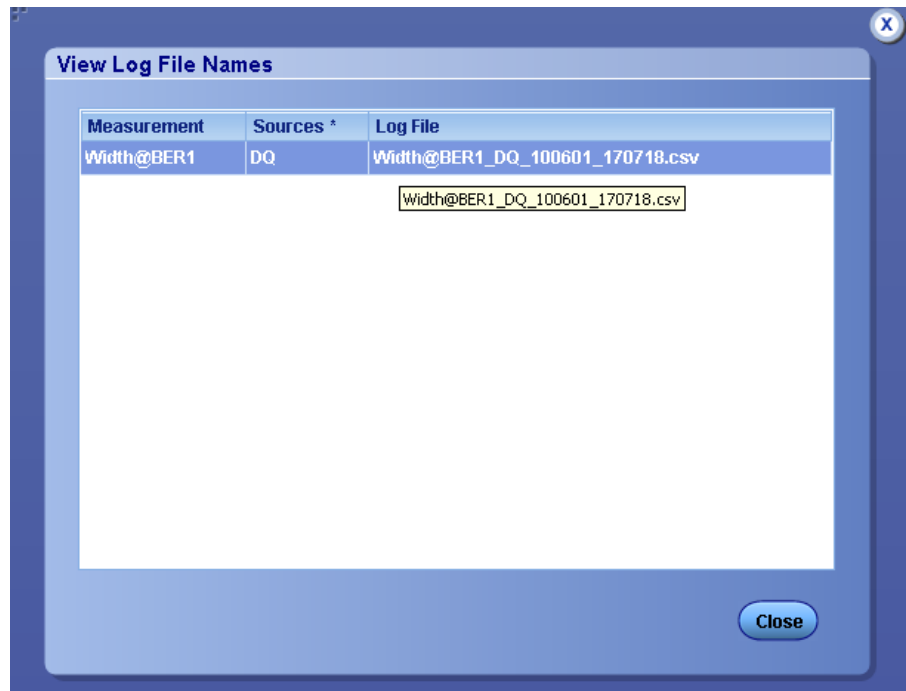 X
View Log File Names
Measurement Sources * Log File
Width@BER1 DQ Width@BER1_DQ_100601_170718.csv
Width@BER1_DQ_100601_170718.csv
Close